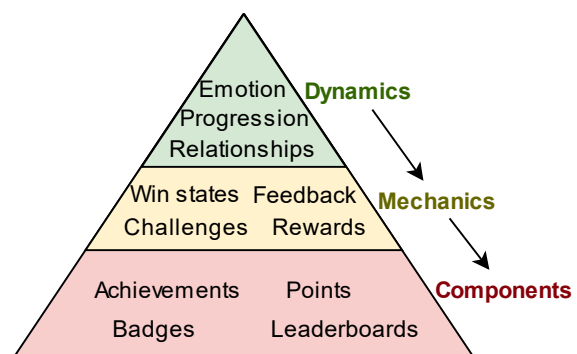 Emotion Dynamics
Progression
Relationships
Win states Feedback Mechanics
Challenges Rewards
Achievements Points Components
Badges Leaderboards